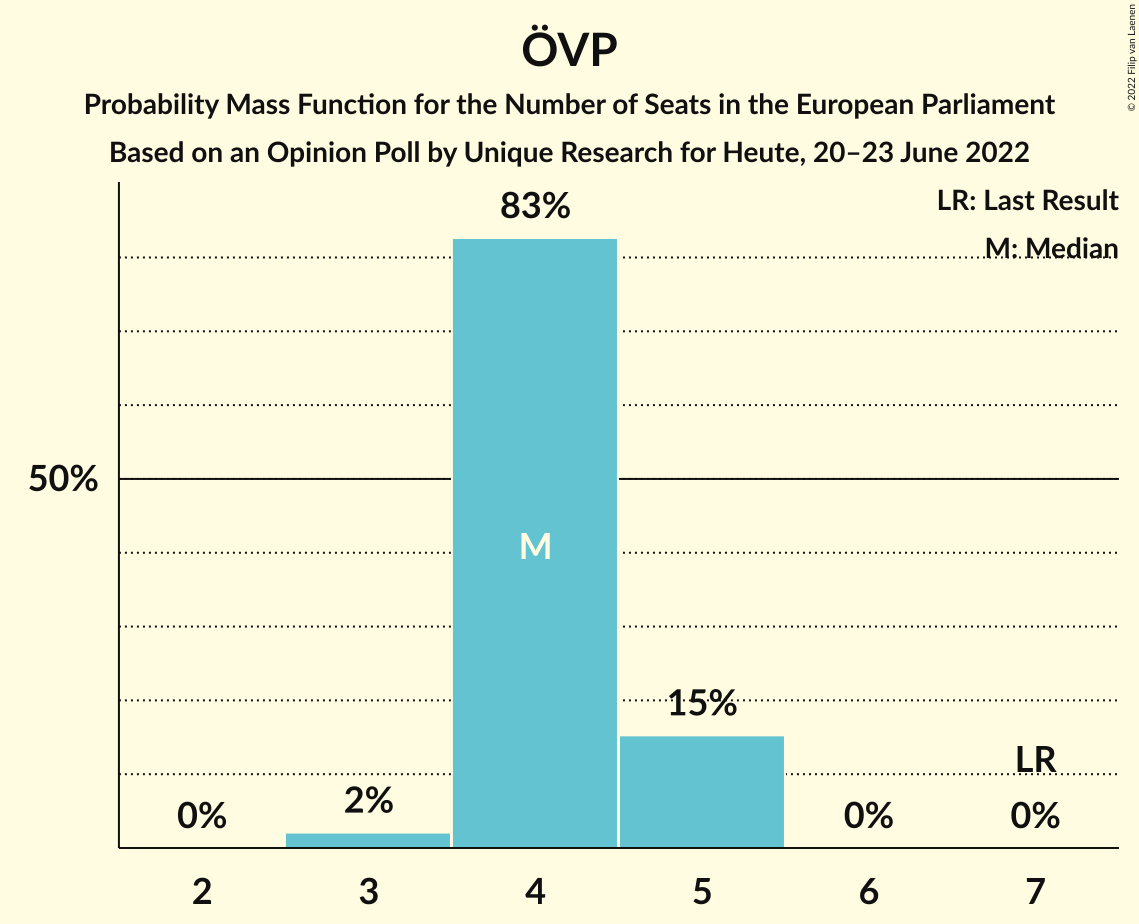 ÖVP
Probability Mass Function for the Number of Seats in the European Parliament
Based on an Opinion Poll by Unique Research for Heute, 20–23 June 2022
© 2022 Filip van Laenen
LR: Last Result
M: Median
83%
50%
M
15%
LR
2%
0%
0%
0%
2 3 4 5 6 7